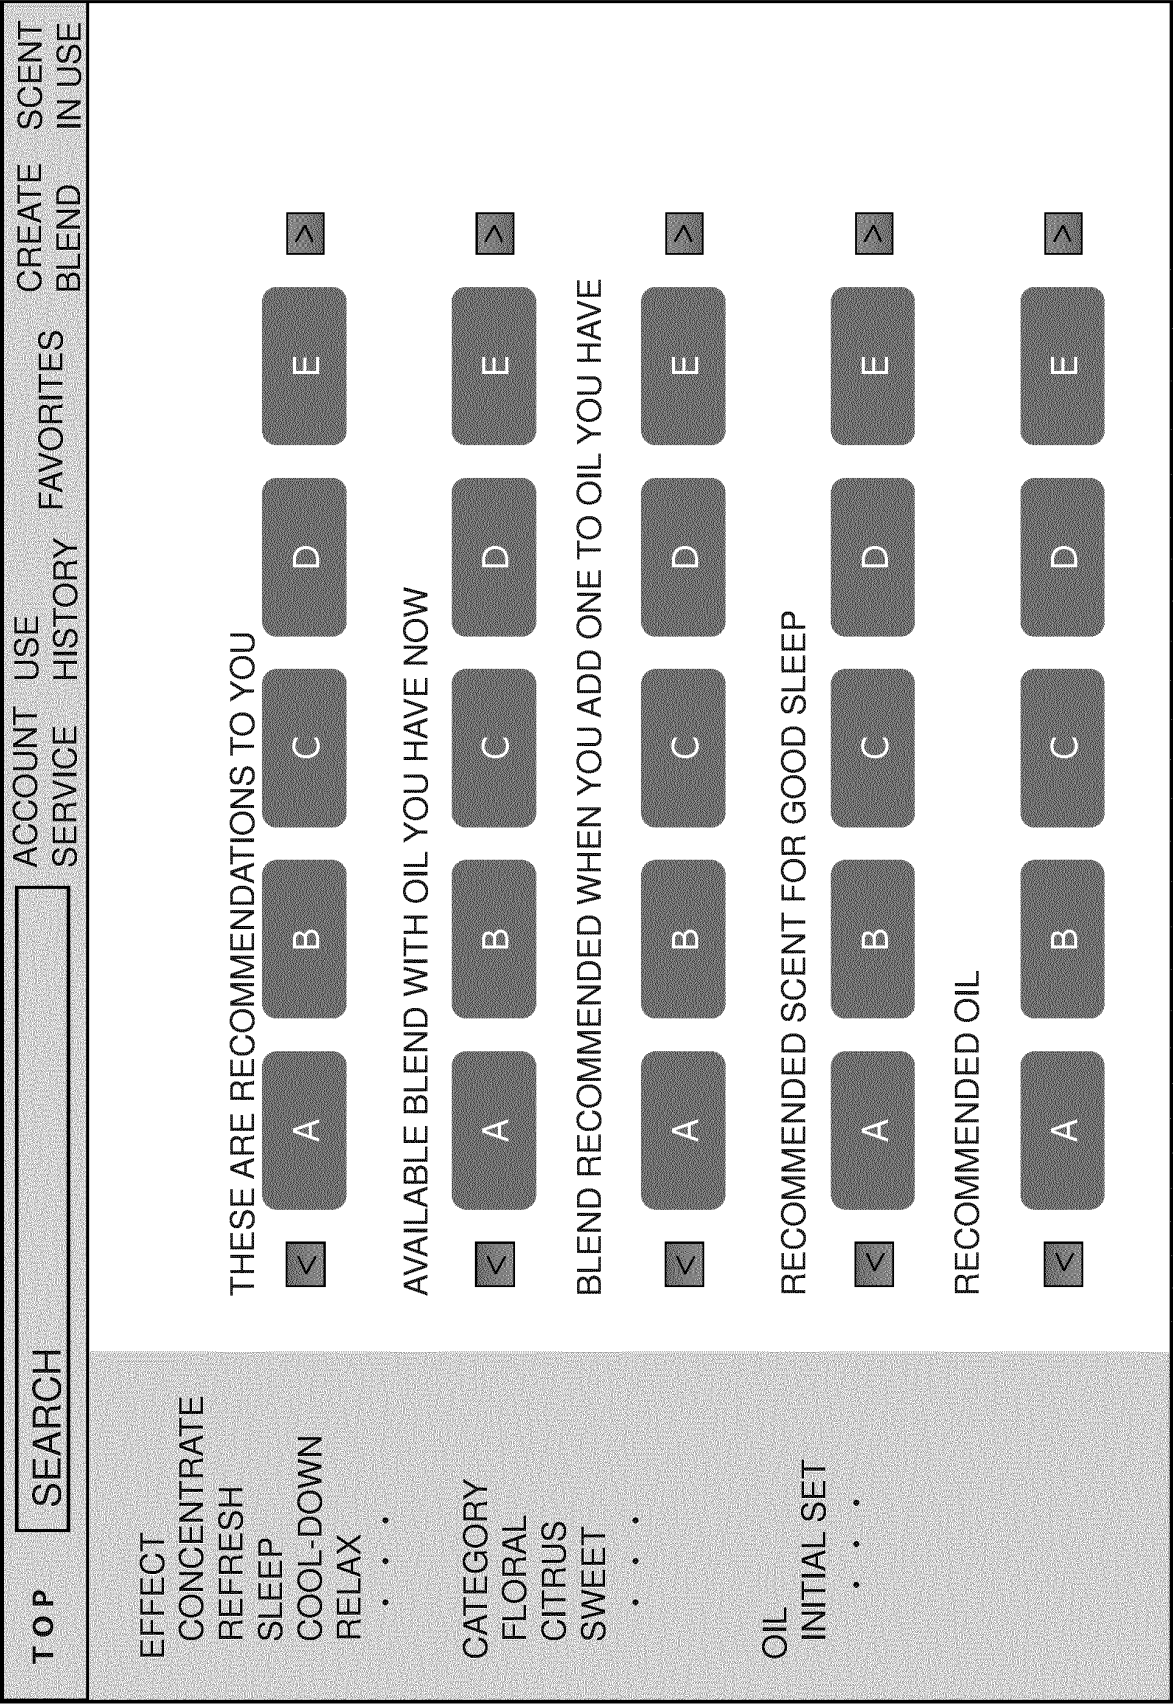 TOP
SEARCH
ACCOUNT
SERVICE
USE
HISTORY
FAVORITES
CREATE
BLEND
SCENT
IN USE
EFFECT
CONCENTRATE
REFRESH
SLEEP
COOL-DOWN
RELAX
. . .
CATEGORY
FLORAL
CITRUS
SWEET
. . .
OIL
INITIAL SET
. . .
THESE ARE RECOMMENDATIONS TO YOU
< A B C D E >
AVAILABLE BLEND WITH OIL YOU HAVE NOW
< A B C D E >
BLEND RECOMMENDED WHEN YOU ADD ONE TO OIL YOU HAVE
< A B C D E >
RECOMMENDED SCENT FOR GOOD SLEEP
< A B C D E >
RECOMMENDED OIL
< A B C D E >